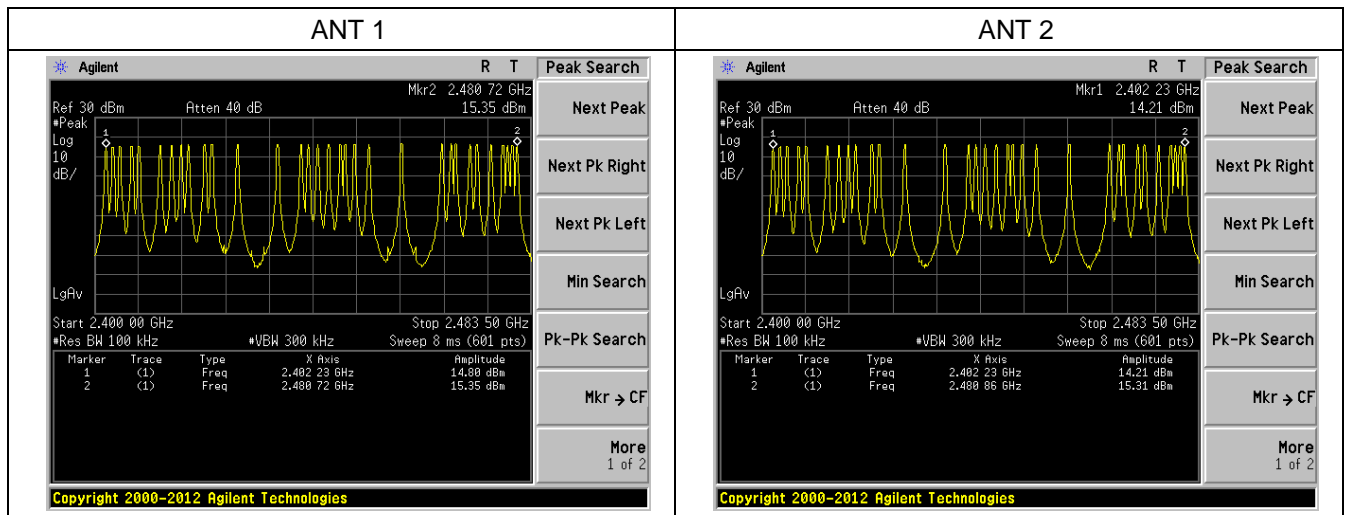 ANT 1
Agilent R T Peak Search
Mkr2 2.480 72 GHz
Ref 30 dBm Atten 40 dB 15.35 dBm
#Peak
Log
10
dB/
1
2
LgAv
Start 2.400 00 GHz Stop 2.483 50 GHz
#Res BW 100 kHz #VBW 300 kHz Sweep 8 ms (601 pts)
Marker Trace Type X Axis Amplitude
1 (1) Freq 2.402 23 GHz 14.80 dBm
2 (1) Freq 2.480 72 GHz 15.35 dBm
Next Peak
Next Pk Right
Next Pk Left
Min Search
Pk-Pk Search
Mkr → CF
More
1 of 2
Copyright 2000-2012 Agilent Technologies
ANT 2
Agilent R T Peak Search
Mkr1 2.402 23 GHz
Ref 30 dBm Atten 40 dB 14.21 dBm
#Peak
Log
10
dB/
1
2
LgAv
Start 2.400 00 GHz Stop 2.483 50 GHz
#Res BW 100 kHz #VBW 300 kHz Sweep 8 ms (601 pts)
Marker Trace Type X Axis Amplitude
1 (1) Freq 2.402 23 GHz 14.21 dBm
2 (1) Freq 2.480 86 GHz 15.31 dBm
Next Peak
Next Pk Right
Next Pk Left
Min Search
Pk-Pk Search
Mkr → CF
More
1 of 2
Copyright 2000-2012 Agilent Technologies